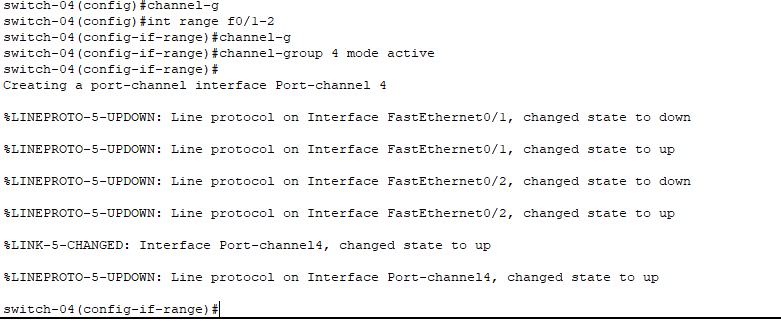 switch-04(config)#channel-g
switch-04(config)#int range f0/1-2
switch-04(config-if-range)#channel-g
switch-04(config-if-range)#channel-group 4 mode active
switch-04(config-if-range)#
Creating a port-channel interface Port-channel 4
%LINEPROTO-5-UPDOWN: Line protocol on Interface FastEthernet0/1, changed state to down
%LINEPROTO-5-UPDOWN: Line protocol on Interface FastEthernet0/1, changed state to up
%LINEPROTO-5-UPDOWN: Line protocol on Interface FastEthernet0/2, changed state to down
%LINEPROTO-5-UPDOWN: Line protocol on Interface FastEthernet0/2, changed state to up
%LINK-5-CHANGED: Interface Port-channel4, changed state to up
%LINEPROTO-5-UPDOWN: Line protocol on Interface Port-channel4, changed state to up
switch-04(config-if-range)#